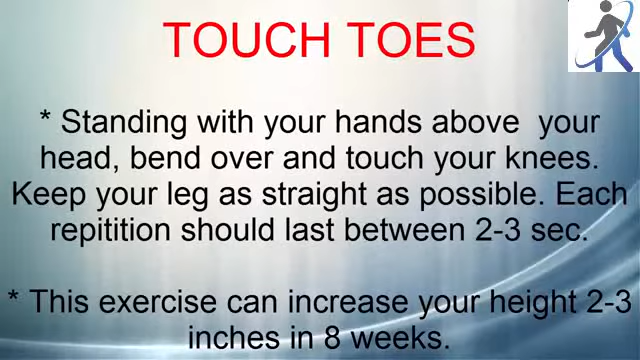 TOUCH TOES
* Standing with your hands above  your
head, bend over and touch your knees.
Keep your leg as straight as possible. Each
repitition should last between 2-3 sec.
* This exercise can increase your height 2-3
inches in 8 weeks.